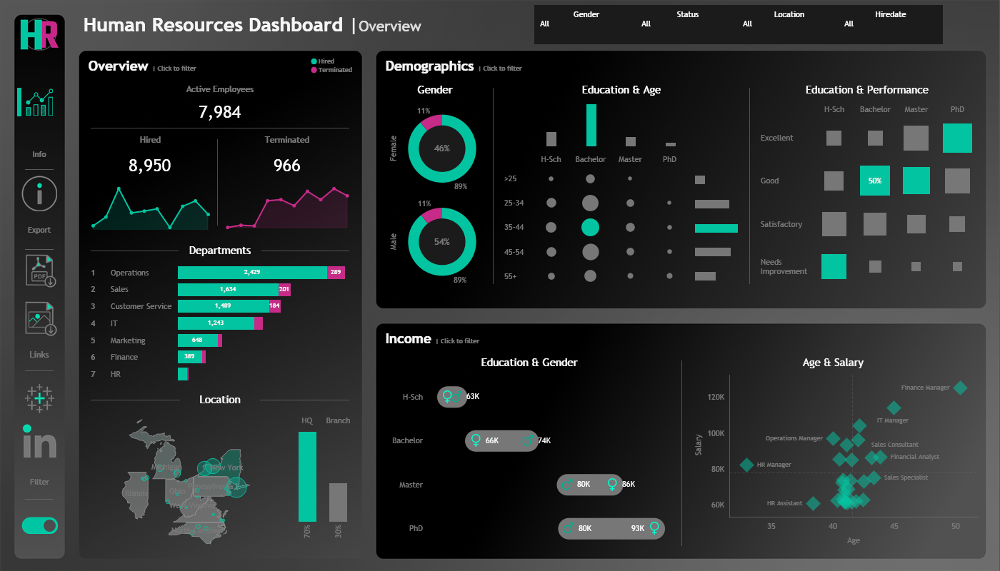 HR
Human Resources Dashboard | Overview
Gender Status Location Hiredate
All All All All
Info
Export
PDF
Links
in
Filter
Overview | Click to filter
Hired
Terminated
Active Employees
7,984
Hired Terminated
8,950 966
Departments
1 Operations 2,429 289
2 Sales 1,634 201
3 Customer Service 1,489 184
4 IT 1,243
5 Marketing 648
6 Finance 389
7 HR
Location
HQ Branch
Michigan
New York
Illinois
Ohio
Pennsylvania
70% 30%
Demographics | Click to filter
Gender
Female
11%
46%
89%
Male
11%
54%
89%
Education & Age
H-Sch Bachelor Master PhD
>25
25-34
35-44
45-54
55+
Education & Performance
H-Sch Bachelor Master PhD
Excellent
Good 50%
Satisfactory
Needs
Improvement
Income | Click to filter
Education & Gender
H-Sch 63K
Bachelor 66K 74K
Master 80K 86K
PhD 80K 93K
Age & Salary
Salary
120K
100K
80K
60K
Finance Manager
IT Manager
Operations Manager
Sales Consultant
Financial Analyst
HR Manager
Sales Specialist
HR Assistant
35 40 45 50
Age